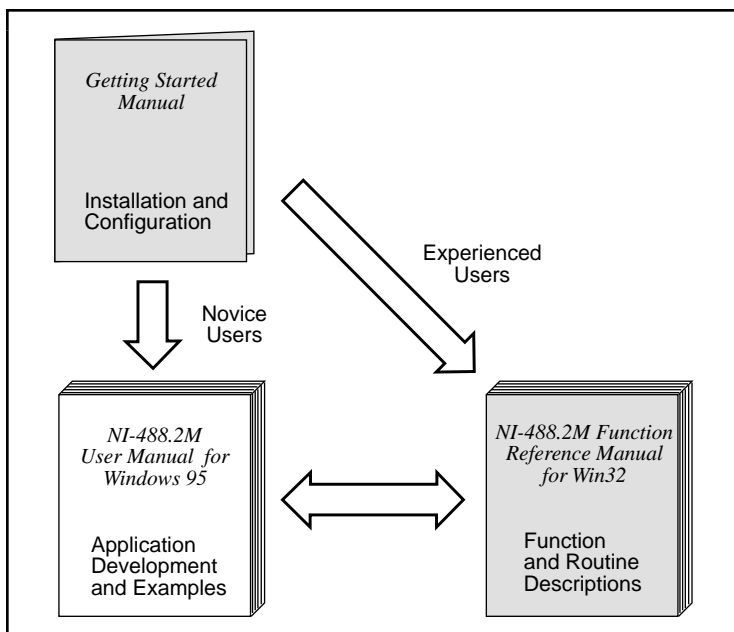 Getting Started
Manual
Installation and
Configuration
Experienced
Users
Novice
Users
NI-488.2M
User Manual for
Windows 95
Application
Development
and Examples
NI-488.2M Function
Reference Manual
for Win32
Function
and Routine
Descriptions